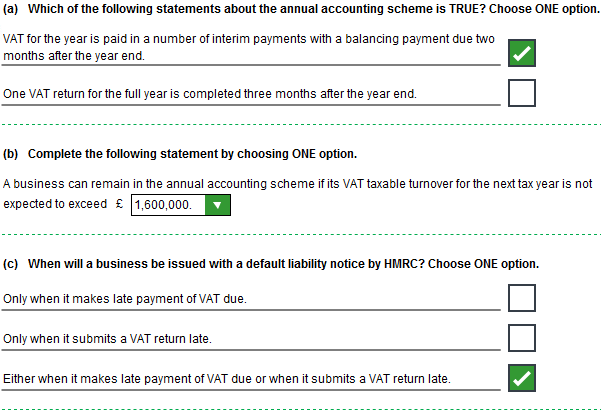 (a) Which of the following statements about the annual accounting scheme is TRUE? Choose ONE option.
VAT for the year is paid in a number of interim payments with a balancing payment due two
months after the year end.
One VAT return for the full year is completed three months after the year end.
(b) Complete the following statement by choosing ONE option.
A business can remain in the annual accounting scheme if its VAT taxable turnover for the next tax year is not
expected to exceed £ 1,600,000.
(c) When will a business be issued with a default liability notice by HMRC? Choose ONE option.
Only when it makes late payment of VAT due.
Only when it submits a VAT return late.
Either when it makes late payment of VAT due or when it submits a VAT return late.